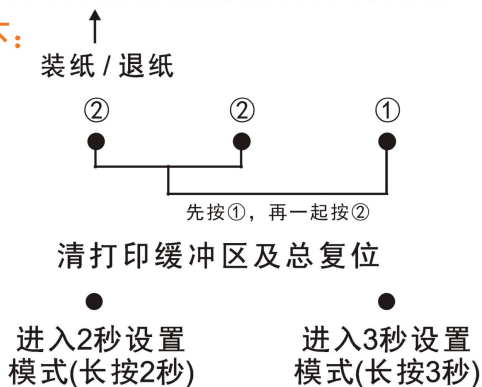 下：
装纸 / 退纸
② ② ①
先按①，再一起按②
清打印缓冲区及总复位
进入2秒设置 进入3秒设置
模式(长按2秒) 模式(长按3秒)